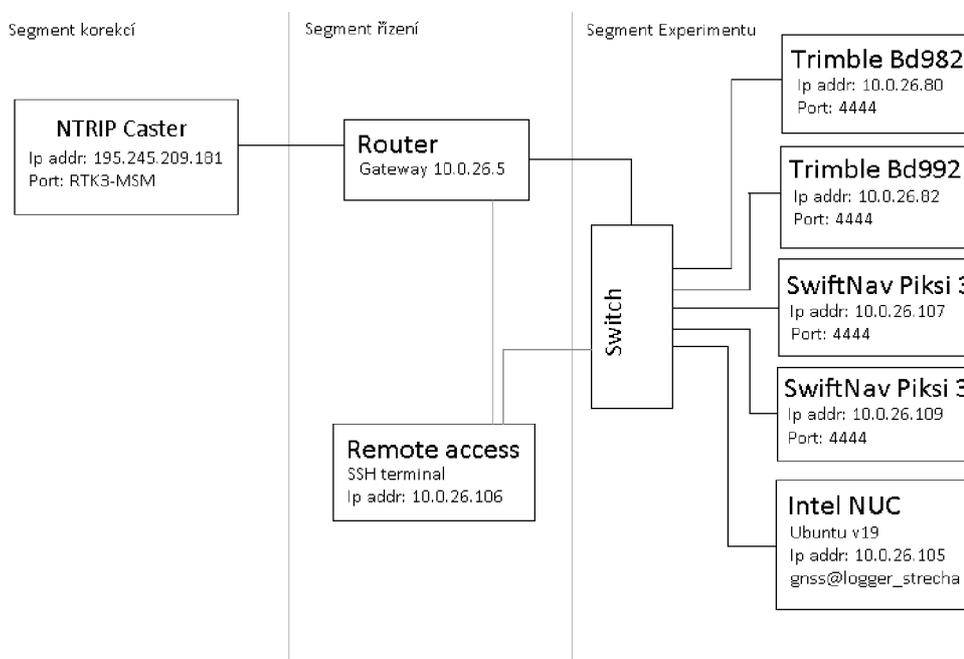 Segment korekcí
Segment řízení
Segment Experimentu
NTRIP Caster
Ip addr: 195.245.209.181
Port: RTK3-MSM
Router
Gateway 10.0.26.5
Switch
Remote access
SSH terminal
Ip addr: 10.0.26.106
Trimble Bd982
Ip addr: 10.0.26.80
Port: 4444
Trimble Bd992
Ip addr: 10.0.26.82
Port: 4444
SwiftNav Piksi 3
Ip addr: 10.0.26.107
Port: 4444
SwiftNav Piksi 3
Ip addr: 10.0.26.109
Port: 4444
Intel NUC
Ubuntu v19
Ip addr: 10.0.26.105
gnss@logger_strecha